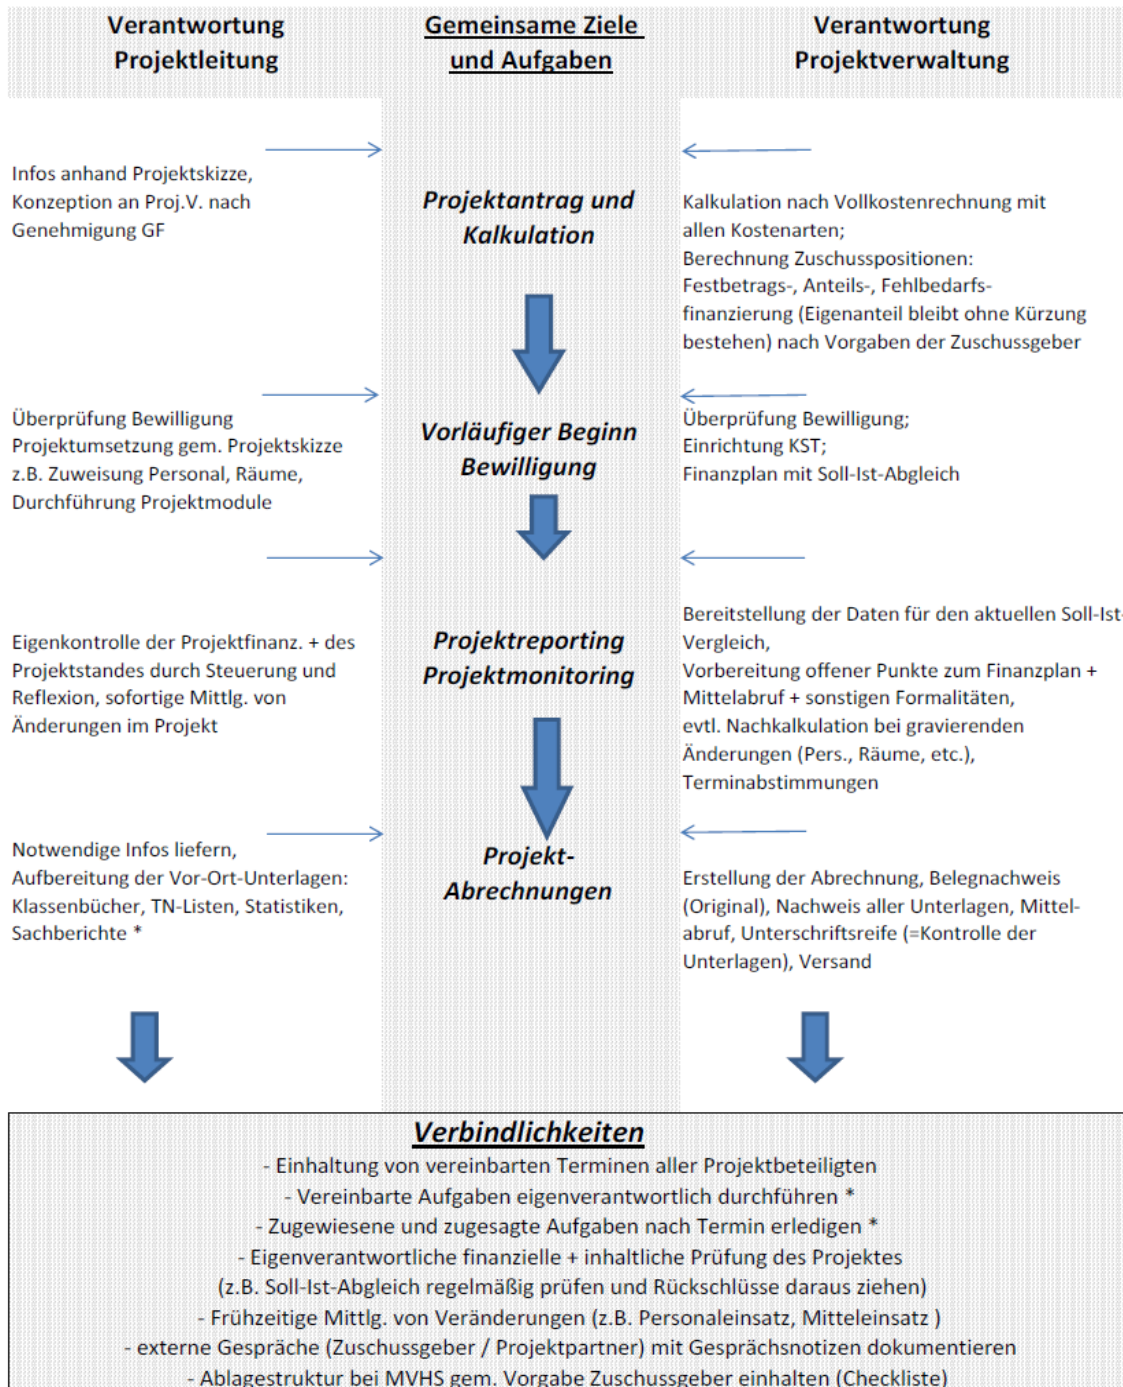 Verantwortung
Projektleitung
Gemeinsame Ziele
und Aufgaben
Verantwortung
Projektverwaltung
Infos anhand Projektskizze,
Konzeption an Proj.V. nach
Genehmigung GF
Projektantrag und
Kalkulation
Kalkulation nach Vollkostenrechnung mit
allen Kostenarten;
Berechnung Zuschusspositionen:
Festbetrags-, Anteils-, Fehlbedarfs-
finanzierung (Eigenanteil bleibt ohne Kürzung
bestehen) nach Vorgaben der Zuschussgeber
Überprüfung Bewilligung
Projektumsetzung gem. Projektskizze
z.B. Zuweisung Personal, Räume,
Durchführung Projektmodule
Vorläufiger Beginn
Bewilligung
Überprüfung Bewilligung;
Einrichtung KST;
Finanzplan mit Soll-Ist-Abgleich
Eigenkontrolle der Projektfinanz. + des
Projektstandes durch Steuerung und
Reflexion, sofortige Mittlg. von
Änderungen im Projekt
Projektreporting
Projektmonitoring
Bereitstellung der Daten für den aktuellen Soll-Ist-
Vergleich,
Vorbereitung offener Punkte zum Finanzplan +
Mittelabruf + sonstigen Formalitäten,
evtl. Nachkalkulation bei gravierenden
Änderungen (Pers., Räume, etc.),
Terminabstimmungen
Notwendige Infos liefern,
Aufbereitung der Vor-Ort-Unterlagen:
Klassenbücher, TN-Listen, Statistiken,
Sachberichte *
Projekt-
Abrechnungen
Erstellung der Abrechnung, Belegnachweis
(Original), Nachweis aller Unterlagen, Mittel-
abruf, Unterschriftsreife (=Kontrolle der
Unterlagen), Versand
Verbindlichkeiten
- Einhaltung von vereinbarten Terminen aller Projektbeteiligten
- Vereinbarte Aufgaben eigenverantwortlich durchführen *
- Zugewiesene und zugesagte Aufgaben nach Termin erledigen *
- Eigenverantwortliche finanzielle + inhaltliche Prüfung des Projektes
(z.B. Soll-Ist-Abgleich regelmäßig prüfen und Rückschlüsse daraus ziehen)
- Frühzeitige Mittlg. von Veränderungen (z.B. Personaleinsatz, Mitteleinsatz )
- externe Gespräche (Zuschussgeber / Projektpartner) mit Gesprächsnotizen dokumentieren
- Ablagestruktur bei MVHS gem. Vorgabe Zuschussgeber einhalten (Checkliste)